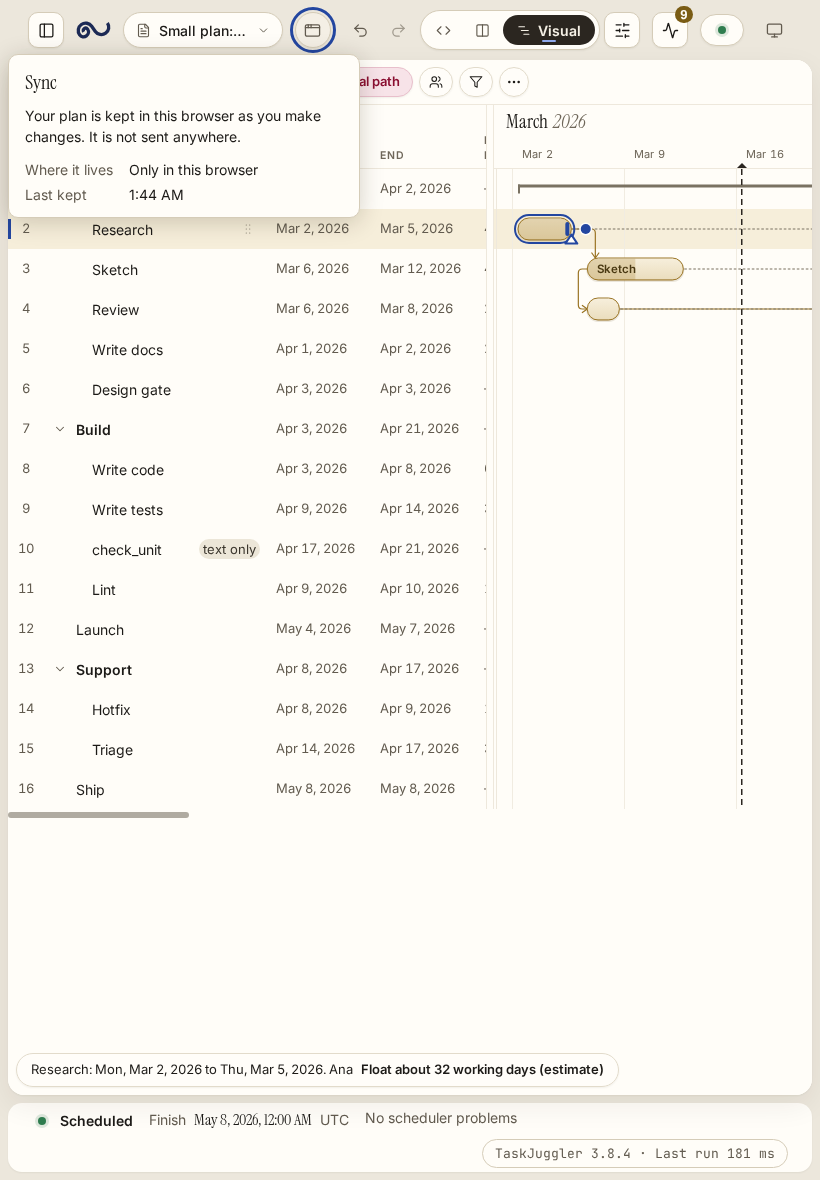 Small plan:...
Visual
9
Sync
Your plan is kept in this browser as you make
changes. It is not sent anywhere.
Where it lives Only in this browser
Last kept 1:44 AM
al path
March 2026
END
Mar 2 Mar 9 Mar 16
Apr 2, 2026
2 Research Mar 2, 2026 Mar 5, 2026
3 Sketch Mar 6, 2026 Mar 12, 2026 Sketch
4 Review Mar 6, 2026 Mar 8, 2026
5 Write docs Apr 1, 2026 Apr 2, 2026
6 Design gate Apr 3, 2026 Apr 3, 2026
7 Build Apr 3, 2026 Apr 21, 2026
8 Write code Apr 3, 2026 Apr 8, 2026
9 Write tests Apr 9, 2026 Apr 14, 2026
10 check_unit text only Apr 17, 2026 Apr 21, 2026
11 Lint Apr 9, 2026 Apr 10, 2026
12 Launch May 4, 2026 May 7, 2026
13 Support Apr 8, 2026 Apr 17, 2026
14 Hotfix Apr 8, 2026 Apr 9, 2026
15 Triage Apr 14, 2026 Apr 17, 2026
16 Ship May 8, 2026 May 8, 2026
Research: Mon, Mar 2, 2026 to Thu, Mar 5, 2026. Ana Float about 32 working days (estimate)
Scheduled Finish May 8, 2026, 12:00 AM UTC No scheduler problems
TaskJuggler 3.8.4 · Last run 181 ms